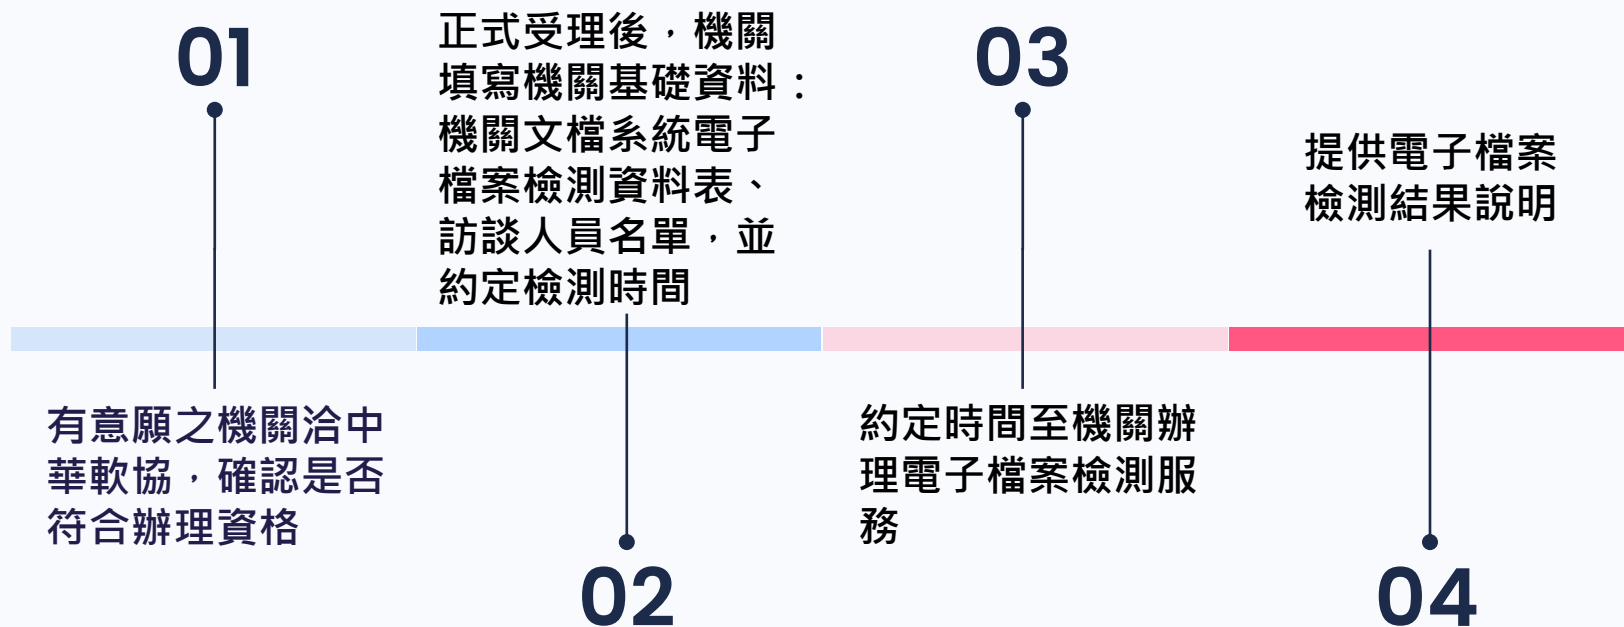 01
有意願之機關洽中
華軟協，確認是否
符合辦理資格
正式受理後，機關
填寫機關基礎資料：
機關文檔系統電子
檔案檢測資料表、
訪談人員名單，並
約定檢測時間
02
03
約定時間至機關辦
理電子檔案檢測服
務
提供電子檔案
檢測結果說明
04